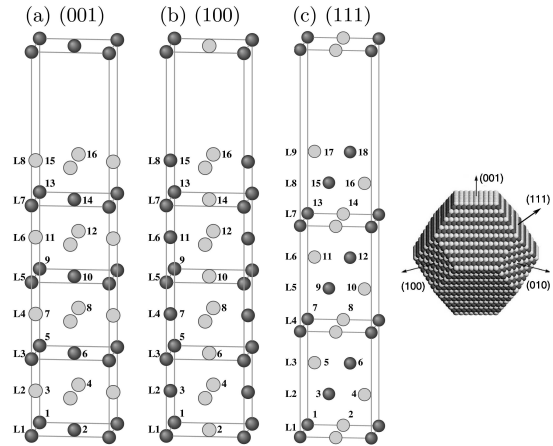 (a) (001)
(b) (100)
(c) (111)
L8 15 16
13
L7 14
L6 11 12
9
L5 10
L4 7 8
5
L3 6
L2 3 4
1
L1 2
L8 15 16
13
L7 14
L6 11 12
9
L5 10
L4 7 8
5
L3 6
L2 3 4
1
L1 2
L9 17 18
L8 15 16
13 14
L7
L6 11 12
L5 9 10
7 8
L4
L3 5 6
L2 3 4
1 2
L1
(001)
(111)
(100)
(010)